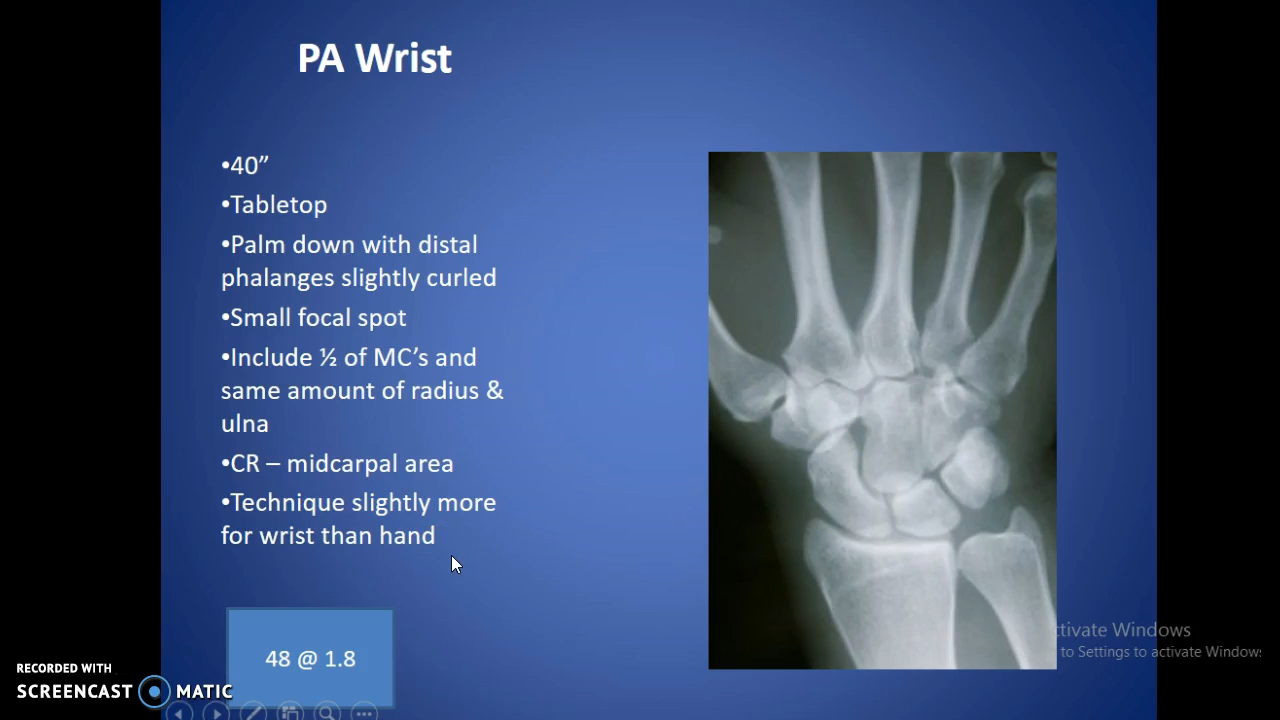 PA Wrist
•40”
•Tabletop
•Palm down with distal
phalanges slightly curled
•Small focal spot
•Include ½ of MC’s and
same amount of radius &
ulna
•CR – midcarpal area
•Technique slightly more
for wrist than hand
48 @ 1.8
ctivate Windows
to Settings to activate Windows
RECORDED WITH
SCREENCAST MATIC